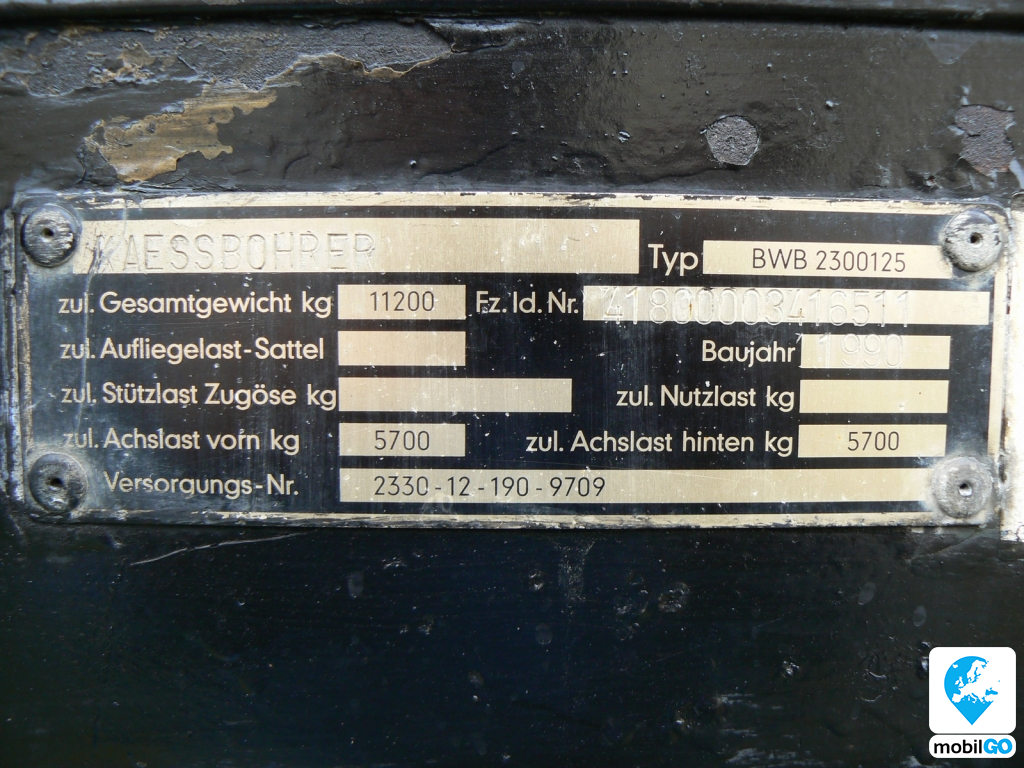 KAESSBOHRER Typ BWB 2300125
zul. Gesamtgewicht kg 11200 Fz. Id. Nr. 41800003416511
zul. Aufliegelast-Sattel Baujahr 1990
zul. Stützlast Zugöse kg zul. Nutzlast kg
zul. Achslast vorn kg 5700 zul. Achslast hinten kg 5700
Versorgungs-Nr. 2330-12-190-9709
mobilGO